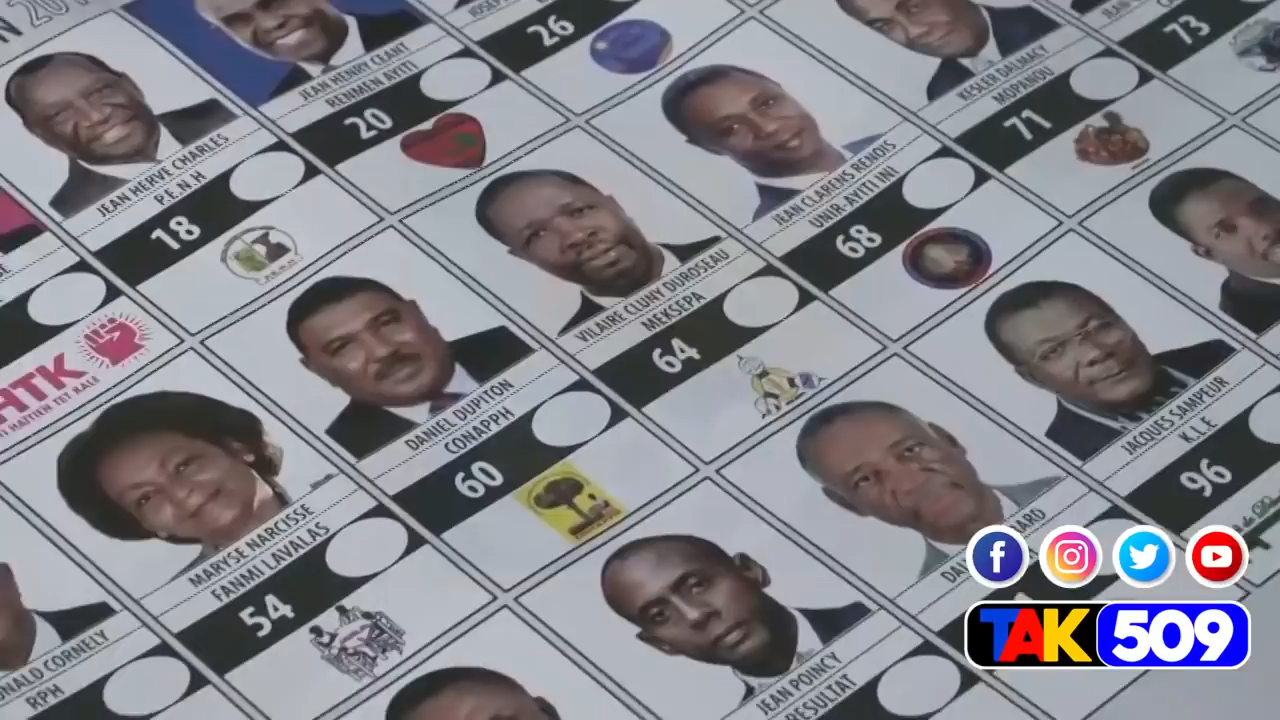 JEAN HENRY CEANT
RENMEN AYITI
20
26
73
KESLER DALMACY
MOPANOU
71
JEAN HERVE CHARLES
P.E.N.H
18
JEAN CLARENS RENOIS
UNIR-AYITI INI
68
VILAIRE CLUNY DUROSEAU
MEKSEPA
64
DANIEL DUPITON
CONAPPH
60
JACQUES SAMPEUR
K.L.E
96
MARYSE NARCISSE
FANMI LAVALAS
54
CORNELY
RPH
JEAN POINCY
RESULTAT
TAK 509